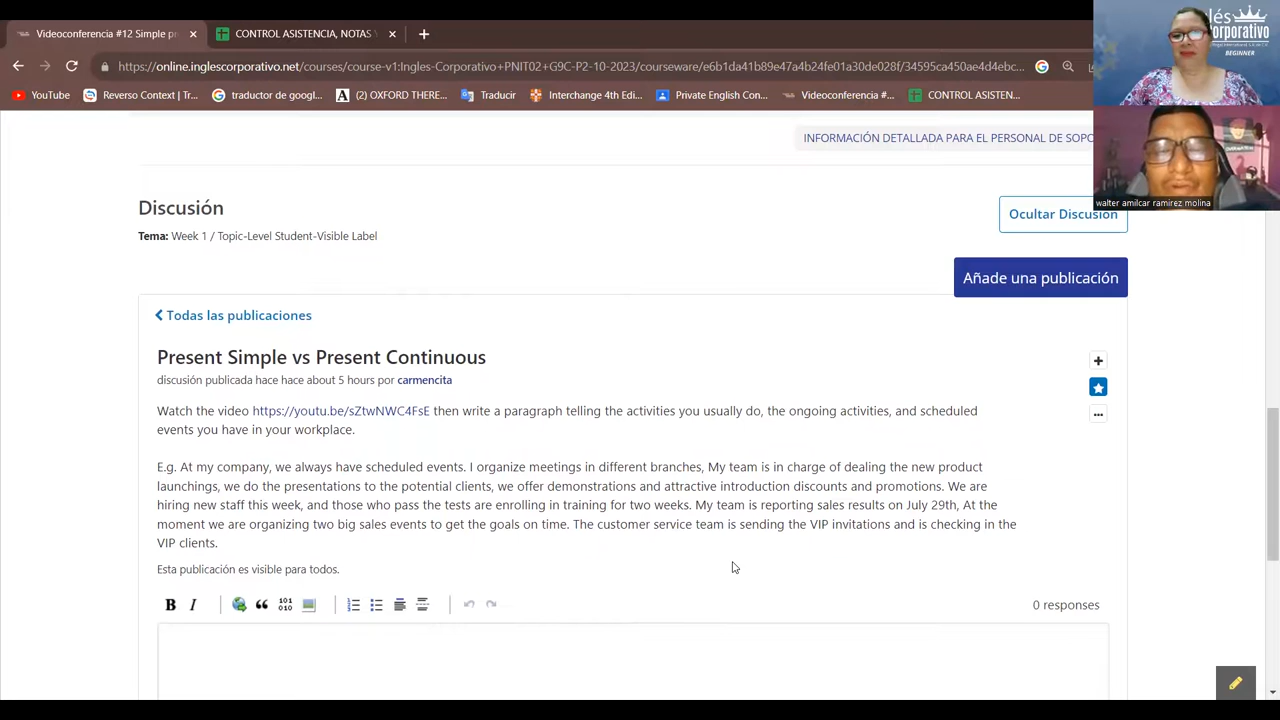 Videoconferencia #12 Simple pr
CONTROL ASISTENCIA, NOTAS
https://online.inglescorporativo.net/courses/course-v1:Ingles-Corporativo+PNIT02+G9C-P2-10-2023/courseware/e6b1da41b89e47a4b24fe01a30de028f/34595ca450ae4d4ebc...
YouTube
Reverso Context | Tr...
traductor de googl...
(2) OXFORD THERE...
Traducir
Interchange 4th Edi...
Private English Con...
Videoconferencia #...
CONTROL ASISTEN...
lés
Corporativo
BEGINNER
walter amilcar ramirez molina
INFORMACIÓN DETALLADA PARA EL PERSONAL DE SOPO
Discusión
Ocultar Discusión
Tema: Week 1 / Topic-Level Student-Visible Label
Añade una publicación
Todas las publicaciones
Present Simple vs Present Continuous
discusión publicada hace hace about 5 hours por carmencita
Watch the video https://youtu.be/sZtwNWC4FsE then write a paragraph telling the activities you usually do, the ongoing activities, and scheduled
events you have in your workplace.
E.g. At my company, we always have scheduled events. I organize meetings in different branches, My team is in charge of dealing the new product
launchings, we do the presentations to the potential clients, we offer demonstrations and attractive introduction discounts and promotions. We are
hiring new staff this week, and those who pass the tests are enrolling in training for two weeks. My team is reporting sales results on July 29th, At the
moment we are organizing two big sales events to get the goals on time. The customer service team is sending the VIP invitations and is checking in the
VIP clients.
Esta publicación es visible para todos.
B I
0 responses